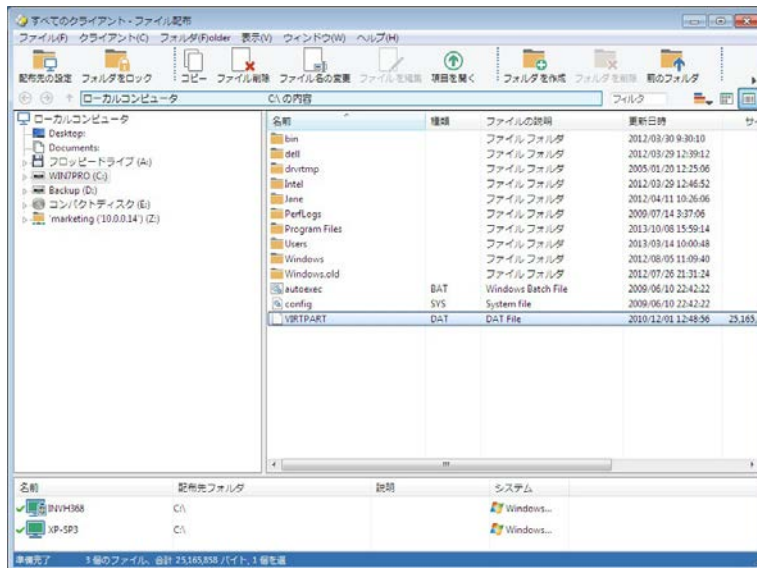 すべてのクライアント - ファイル配布
ファイル(F) クライアント(C) フォルダ(F)older 表示(V) ウィンドウ(W) ヘルプ(H)
配布先の設定 フォルダをロック コピー ファイル削除 ファイル名の変更 ファイルを編集 項目を開く フォルダを作成 フォルダを削除 前のフォルダ
ローカルコンピュータ C:\ の内容 フィルタ
ローカルコンピュータ
Desktop:
Documents:
フロッピードライブ (A:)
WIN7PRO (C:)
Backup (D:)
コンパクトディスク (E:)
'marketing ('10.0.0.14') (Z:)
名前 種類 ファイルの説明 更新日時 サイ
bin ファイル フォルダ 2012/03/30 9:30:10
dell ファイル フォルダ 2012/03/29 12:39:12
drvrtmp ファイル フォルダ 2005/01/20 12:25:06
Intel ファイル フォルダ 2012/03/29 12:46:52
Jane ファイル フォルダ 2012/04/11 10:26:06
PerfLogs ファイル フォルダ 2009/07/14 3:37:06
Program Files ファイル フォルダ 2013/10/08 15:59:14
Users ファイル フォルダ 2013/03/14 10:00:48
Windows ファイル フォルダ 2012/08/05 11:09:40
Windows.old ファイル フォルダ 2012/07/26 21:31:24
autoexec BAT Windows Batch File 2009/06/10 22:42:22
config SYS System file 2009/06/10 22:42:22
VIRTPART DAT DAT File 2010/12/01 12:48:56 25,165,
名前 配布先フォルダ 説明 システム
INVH368 C:\ Windows...
XP-SP3 C:\ Windows...
準備完了 3 個のファイル、合計 25,165,858 バイト, 1 個を選